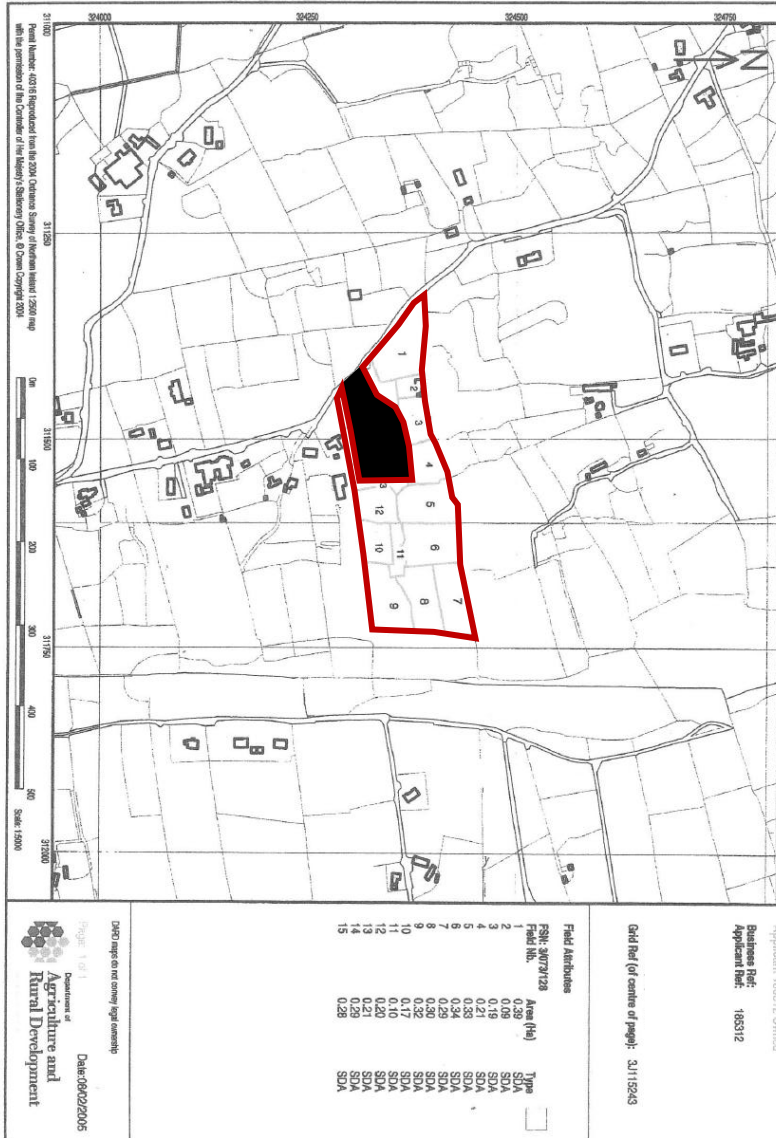 324000
324250
324500
324750
311000
311250
311500
311750
312000
N
1
2
3
4
5
6
7
8
9
10
11
12
3
0m
100
200
300
400
500
Scale: 1:5000
Permit Number: 40316 Reproduced from the 2004 Ordnance Survey of Northern Ireland 1:2500 map
with the permission of the Controller of Her Majesty's Stationery Office, © Crown Copyright 2004
Business Ref:
Applicant Ref: 185312
Grid Ref (of centre of page): 3J115243
Field Attributes
FSN: 3/073/128
Field No. Area (Ha) Type
1 0.39 SDA
2 0.09 SDA
3 0.19 SDA
4 0.21 SDA
5 0.33 SDA
6 0.34 SDA
7 0.29 SDA
8 0.30 SDA
9 0.32 SDA
10 0.17 SDA
11 0.10 SDA
12 0.20 SDA
13 0.21 SDA
14 0.29 SDA
15 0.28 SDA
DARD maps do not convey legal ownership
Page: 1 of 1 Date:08/02/2005
Department of
Agriculture and
Rural Development